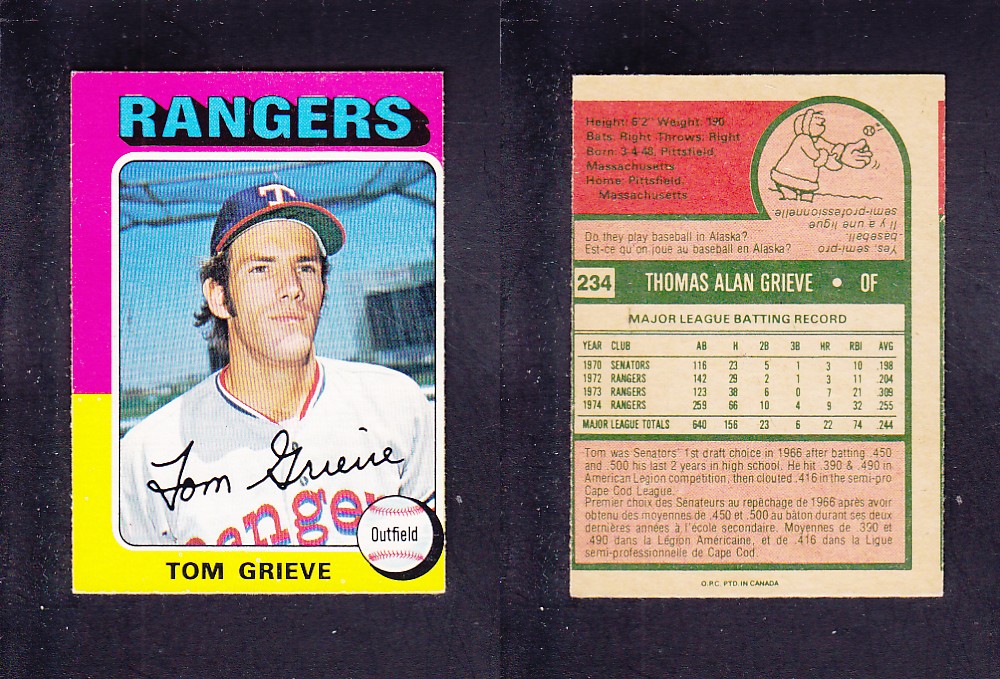 RANGERS
T
Tom Grieve
Range
Outfield
TOM GRIEVE
Height: 6'2" Weight: 190
Bats: Right Throws: Right
Born: 3-4-48, Pittsfield,
Massachusetts
Home: Pittsfield,
Massachusetts
Do they play baseball in Alaska?
Est-ce qu'on joue au baseball en Alaska?
Yes, semi-pro
baseball.
Il y a une ligue
semi-professionnelle.
234 THOMAS ALAN GRIEVE • OF
MAJOR LEAGUE BATTING RECORD
YEAR CLUB AB H 2B 3B HR RBI AVG
1970 SENATORS 116 23 5 1 3 10 .198
1972 RANGERS 142 29 2 1 3 11 .204
1973 RANGERS 123 38 6 0 7 21 .309
1974 RANGERS 259 66 10 4 9 32 .255
MAJOR LEAGUE TOTALS 640 156 23 6 22 74 .244
Tom was Senators' 1st draft choice in 1966 after batting .450
and .500 his last 2 years in high school. He hit .390 & .490 in
American Legion competition, then clouted .416 in the semi-pro
Cape Cod League.
Premier choix des Senateurs au repêchage de 1966 après avoir
obtenu des moyennes de .450 et .500 au bâton durant ses deux
dernières années à l'école secondaire. Moyennes de .390 et
.490 dans la Légion Américaine, et de .416 dans la Ligue
semi-professionnelle de Cape Cod.
O.P.C. PTD. IN CANADA